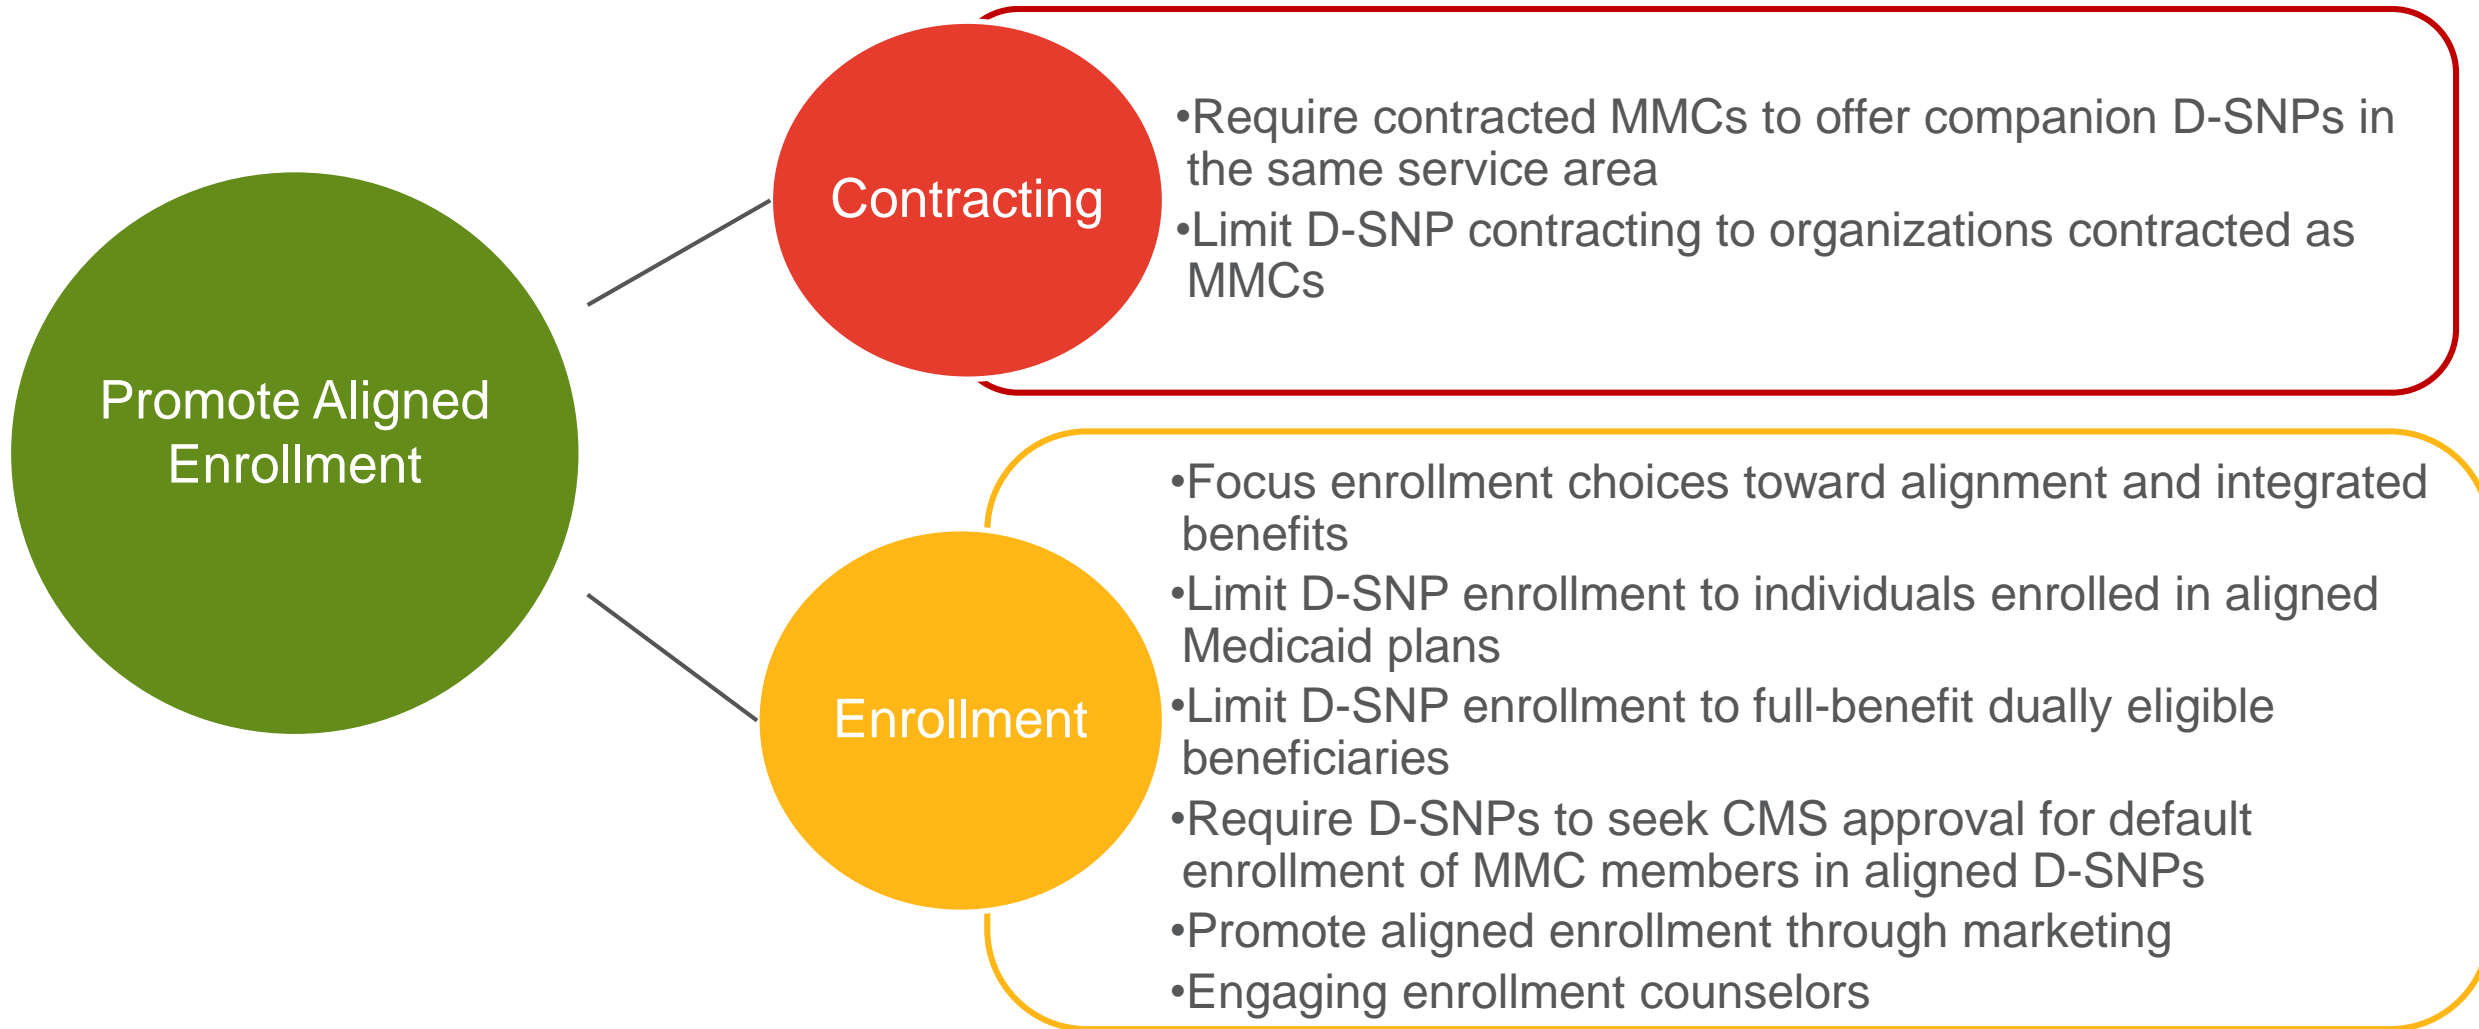 Promote Aligned
Enrollment
Contracting
•Require contracted MMCs to offer companion D-SNPs in
the same service area
•Limit D-SNP contracting to organizations contracted as
MMCs
Enrollment
•Focus enrollment choices toward alignment and integrated
benefits
•Limit D-SNP enrollment to individuals enrolled in aligned
Medicaid plans
•Limit D-SNP enrollment to full-benefit dually eligible
beneficiaries
•Require D-SNPs to seek CMS approval for default
enrollment of MMC members in aligned D-SNPs
•Promote aligned enrollment through marketing
•Engaging enrollment counselors